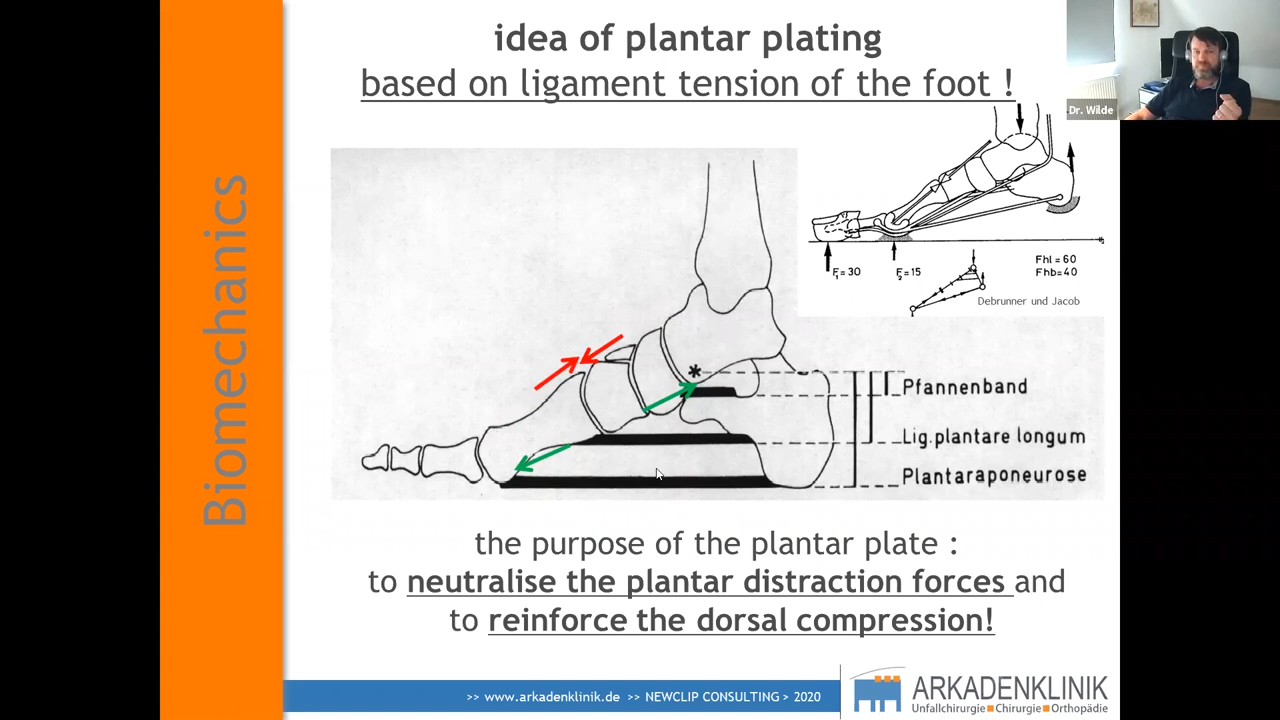 idea of plantar plating
based on ligament tension of the foot !
Dr. Wilde
Biomechanics
F₁=30
F₂=15
Fhl = 60
Fhb= 40
Debrunner und Jacob
*
Pfannenband
Lig. plantare longum
Plantaraponeurose
the purpose of the plantar plate :
to neutralise the plantar distraction forces and
to reinforce the dorsal compression!
>> www.arkadenklinik.de >> NEWCLIP CONSULTING > 2020
ARKADENKLINIK
Unfallchirurgie ■ Chirurgie ■ Orthopädie